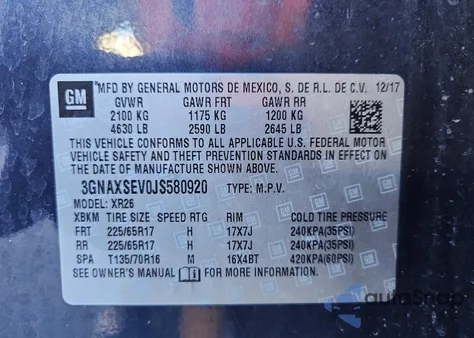 GM
MFD BY GENERAL MOTORS DE MEXICO, S. DE R.L. DE C.V. 12/17
GVWR GAWR FRT GAWR RR
2100 KG 1175 KG 1200 KG
4630 LB 2590 LB 2645 LB
THIS VEHICLE CONFORMS TO ALL APPLICABLE U.S. FEDERAL MOTOR
VEHICLE SAFETY AND THEFT PREVENTION STANDARDS IN EFFECT ON
THE DATE OF MANUFACTURE SHOWN ABOVE.
3GNAXSEV0JS580920 TYPE: M.P.V.
MODEL: XR26
XBKM TIRE SIZE SPEED RTG RIM COLD TIRE PRESSURE
FRT 225/65R17 H 17X7J 240KPA(35PSI)
RR 225/65R17 H 17X7J 240KPA(35PSI)
SPA T135/70R16 M 16X4BT 420KPA(60PSI)
SEE OWNER'S MANUAL FOR MORE INFORMATION.
autoSnap